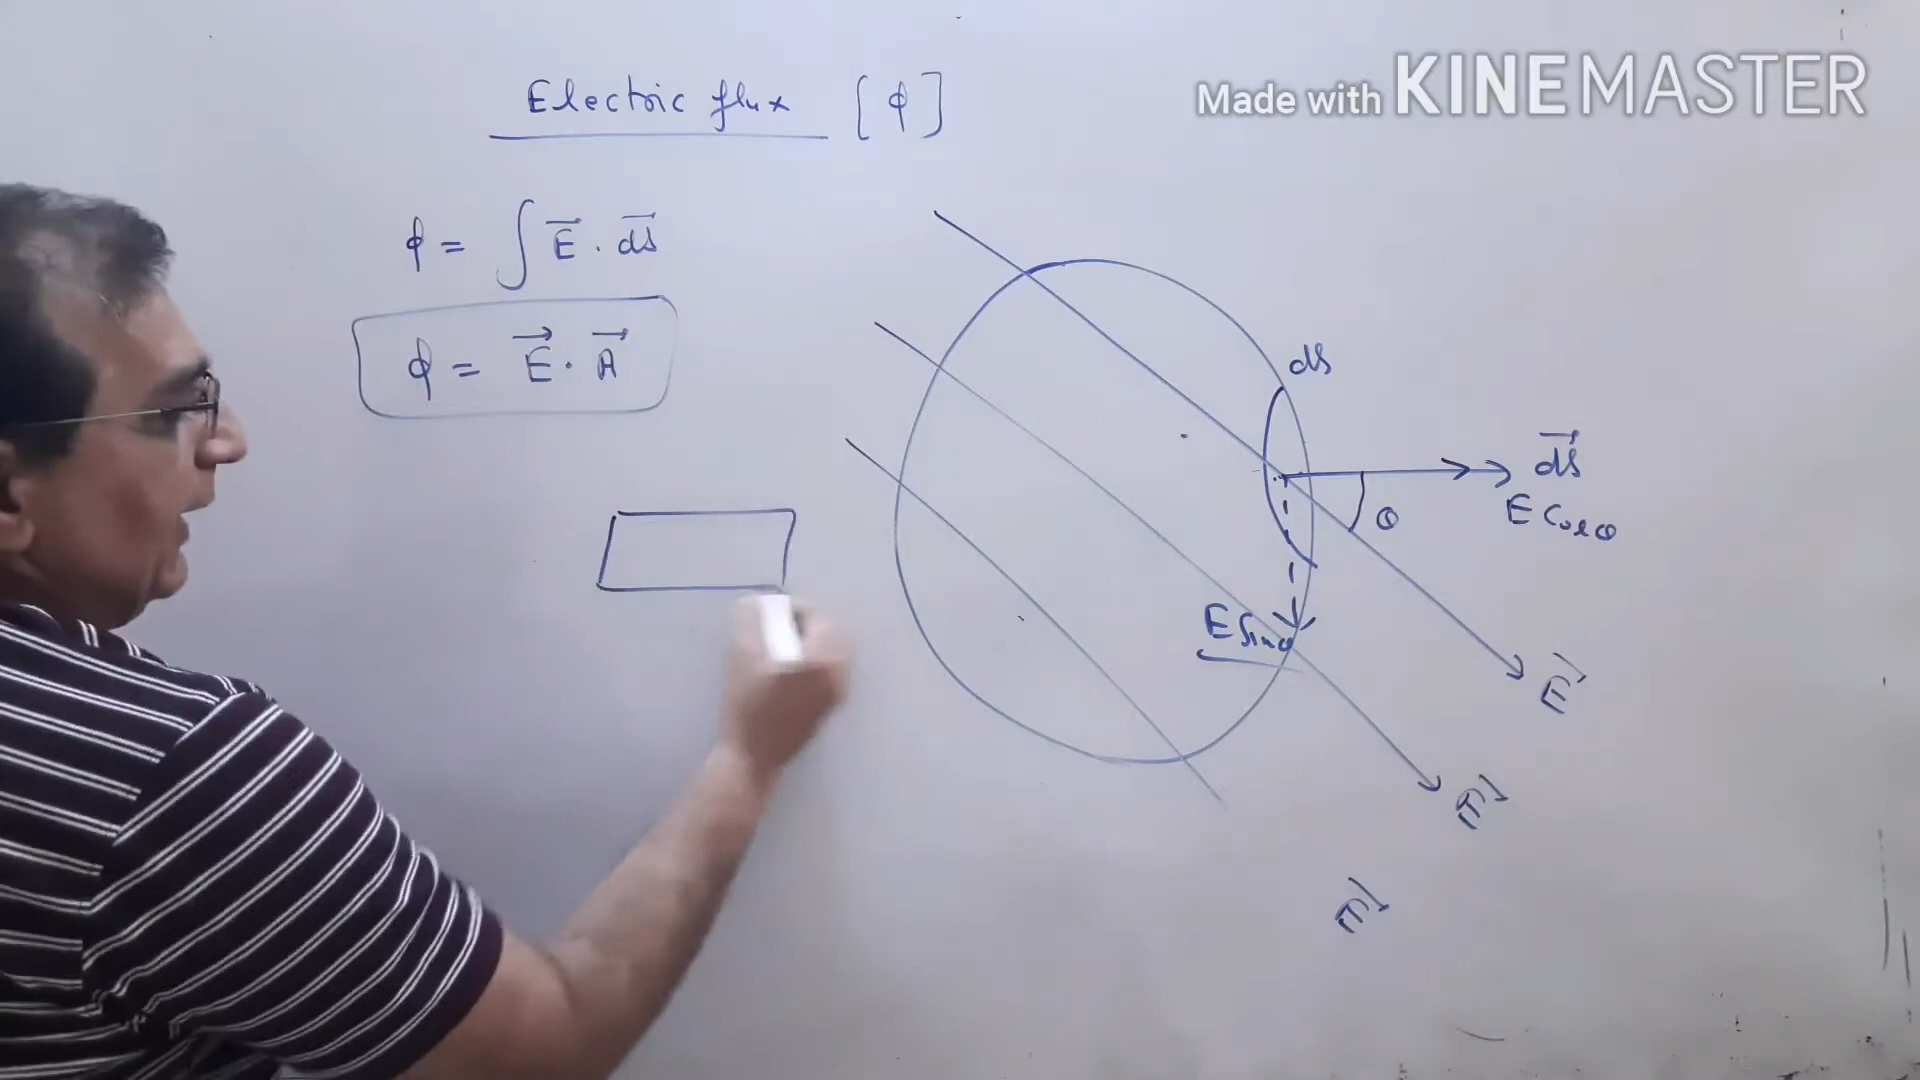 Electric flux [ϕ]
Made with KINEMASTER
ϕ = ∫ E⃗ . ds⃗
ϕ = E⃗ · A⃗
ds
ds⃗
E Cosθ
θ
E Sinθ
E⃗
E⃗
E⃗